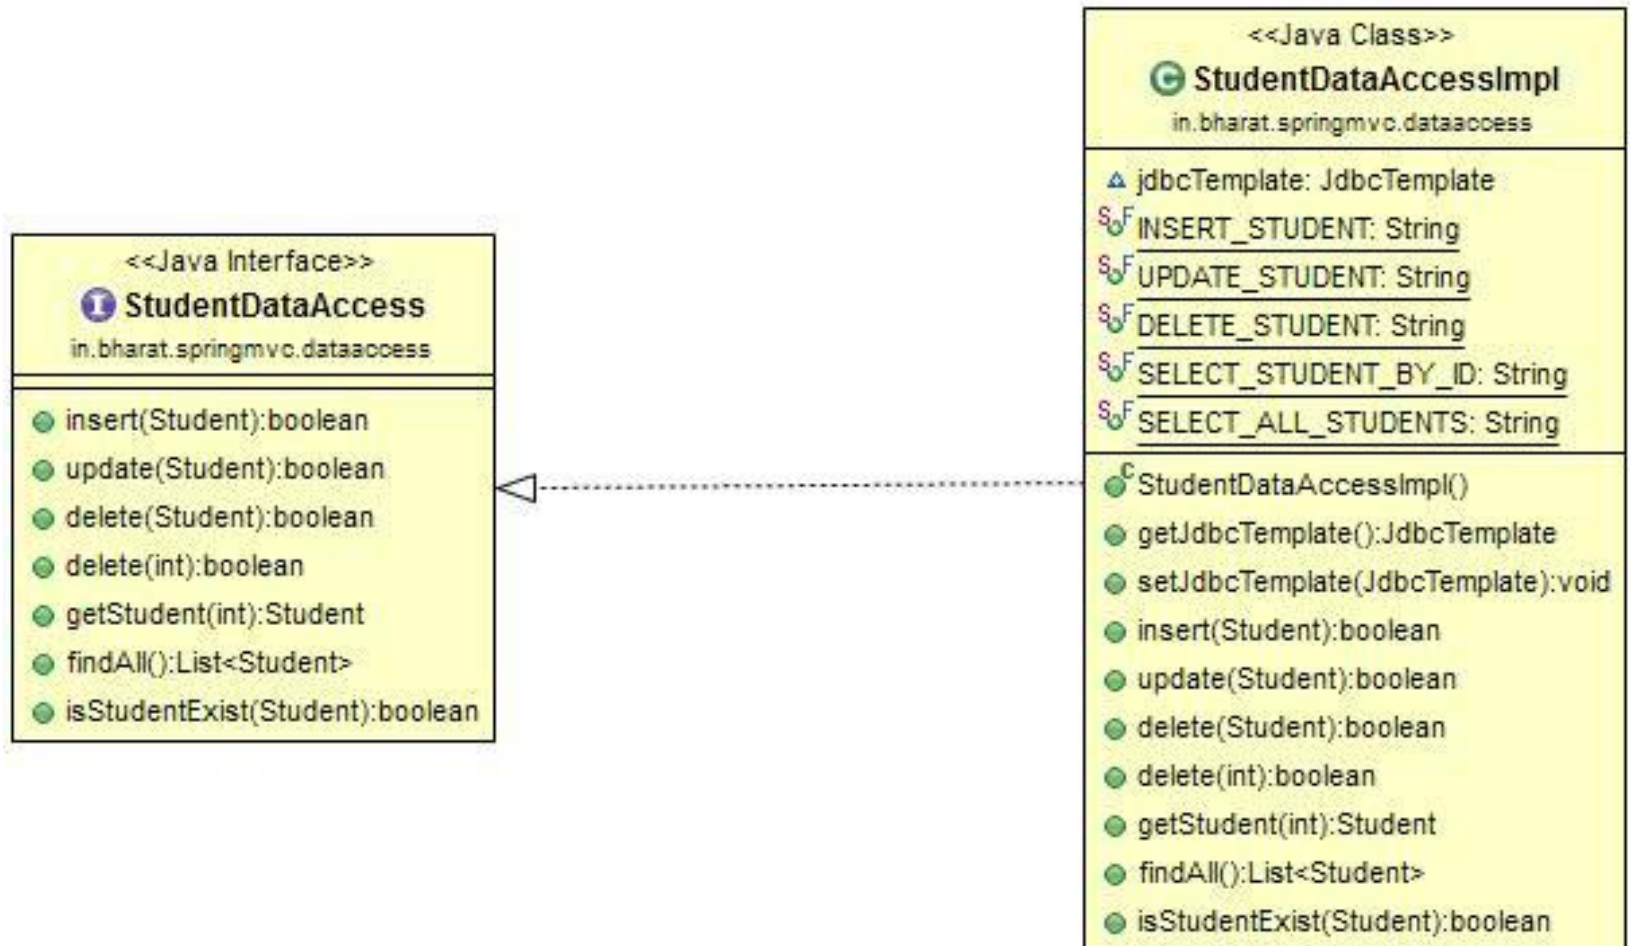 <<Java Interface>>
I StudentDataAccess
in.bharat.springmvc.dataaccess
insert(Student):boolean
update(Student):boolean
delete(Student):boolean
delete(int):boolean
getStudent(int):Student
findAll():List<Student>
isStudentExist(Student):boolean
<<Java Class>>
C StudentDataAccessImpl
in.bharat.springmvc.dataaccess
jdbcTemplate: JdbcTemplate
S F INSERT_STUDENT: String
S F UPDATE_STUDENT: String
S F DELETE_STUDENT: String
S F SELECT_STUDENT_BY_ID: String
S F SELECT_ALL_STUDENTS: String
C StudentDataAccessImpl()
getJdbcTemplate():JdbcTemplate
setJdbcTemplate(JdbcTemplate):void
insert(Student):boolean
update(Student):boolean
delete(Student):boolean
delete(int):boolean
getStudent(int):Student
findAll():List<Student>
isStudentExist(Student):boolean